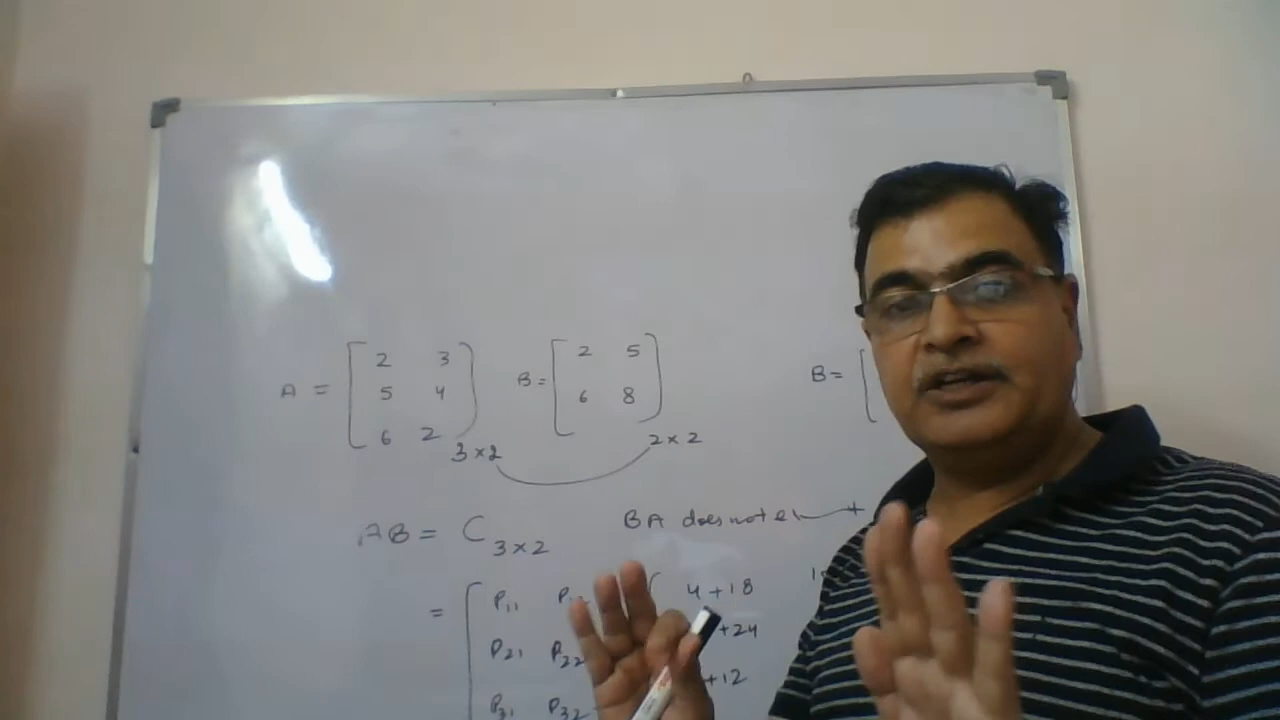 2 3 2 5
A = 5 4 B = B =
6 2 6 8
3 × 2 2 × 2
AB = C 3×2 BA does not
= P11 4 + 18
P21 P22 + 24
P31 P32 + 12